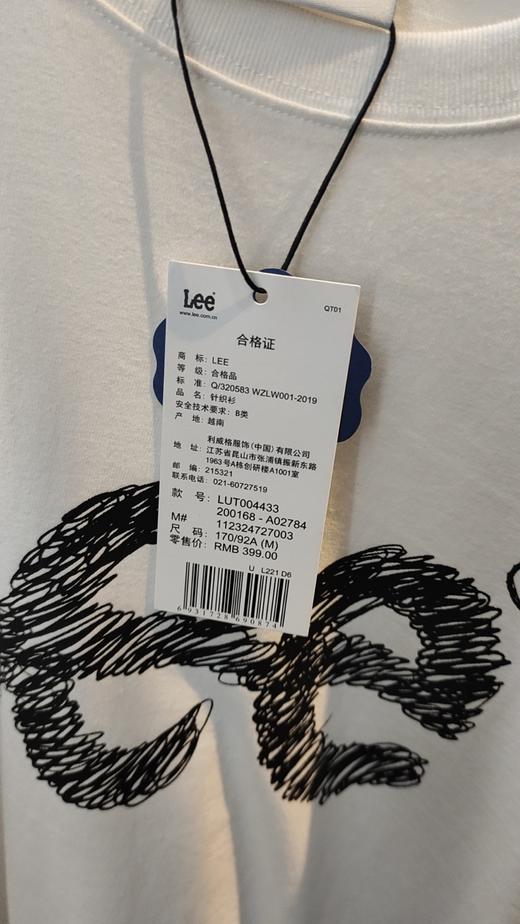 Lee
www.lee.com.cn
QT01
合格证
商 标: LEE
等 级: 合格品
标 准: Q/320583 WZLW001-2019
品 名: 针织衫
安全技术要求: B类
产 地: 越南
利威格服饰(中国)有限公司
地 址: 江苏省昆山市张浦镇振新东路
1963号A栋创研楼A1001室
邮 编: 215321
联系电话: 021-60727519
款 号: LUT004433
200168 - A02784
M# 112324727003
尺 码: 170/92A (M)
零售价: RMB 399.00
U L221 D6
6 931728 690874